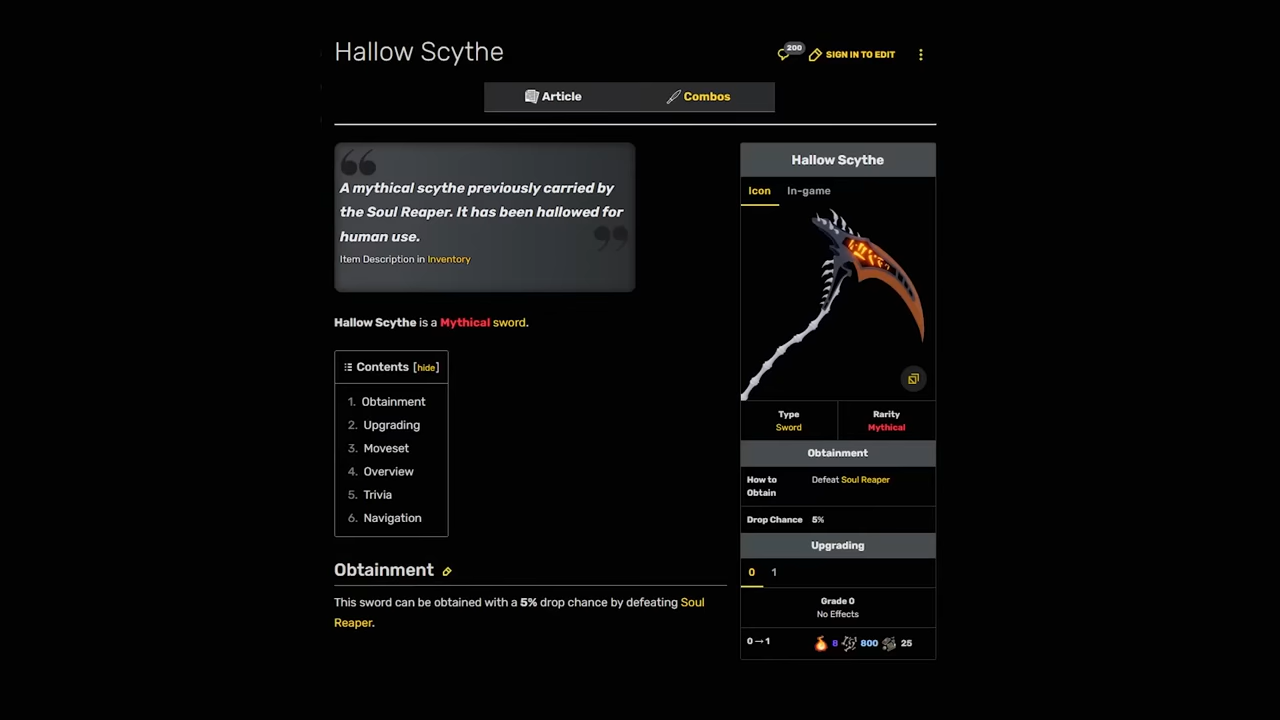 Hallow Scythe
200
SIGN IN TO EDIT
Article
Combos
A mythical scythe previously carried by
the Soul Reaper. It has been hallowed for
human use.
Item Description in Inventory
Hallow Scythe is a Mythical sword.
Contents [hide]
1. Obtainment
2. Upgrading
3. Moveset
4. Overview
5. Trivia
6. Navigation
Obtainment
This sword can be obtained with a 5% drop chance by defeating Soul
Reaper.
Hallow Scythe
Icon
In-game
Type
Sword
Rarity
Mythical
Obtainment
How to
Obtain
Defeat Soul Reaper
Drop Chance 5%
Upgrading
0 1
Grade 0
No Effects
0→1 8 800 25